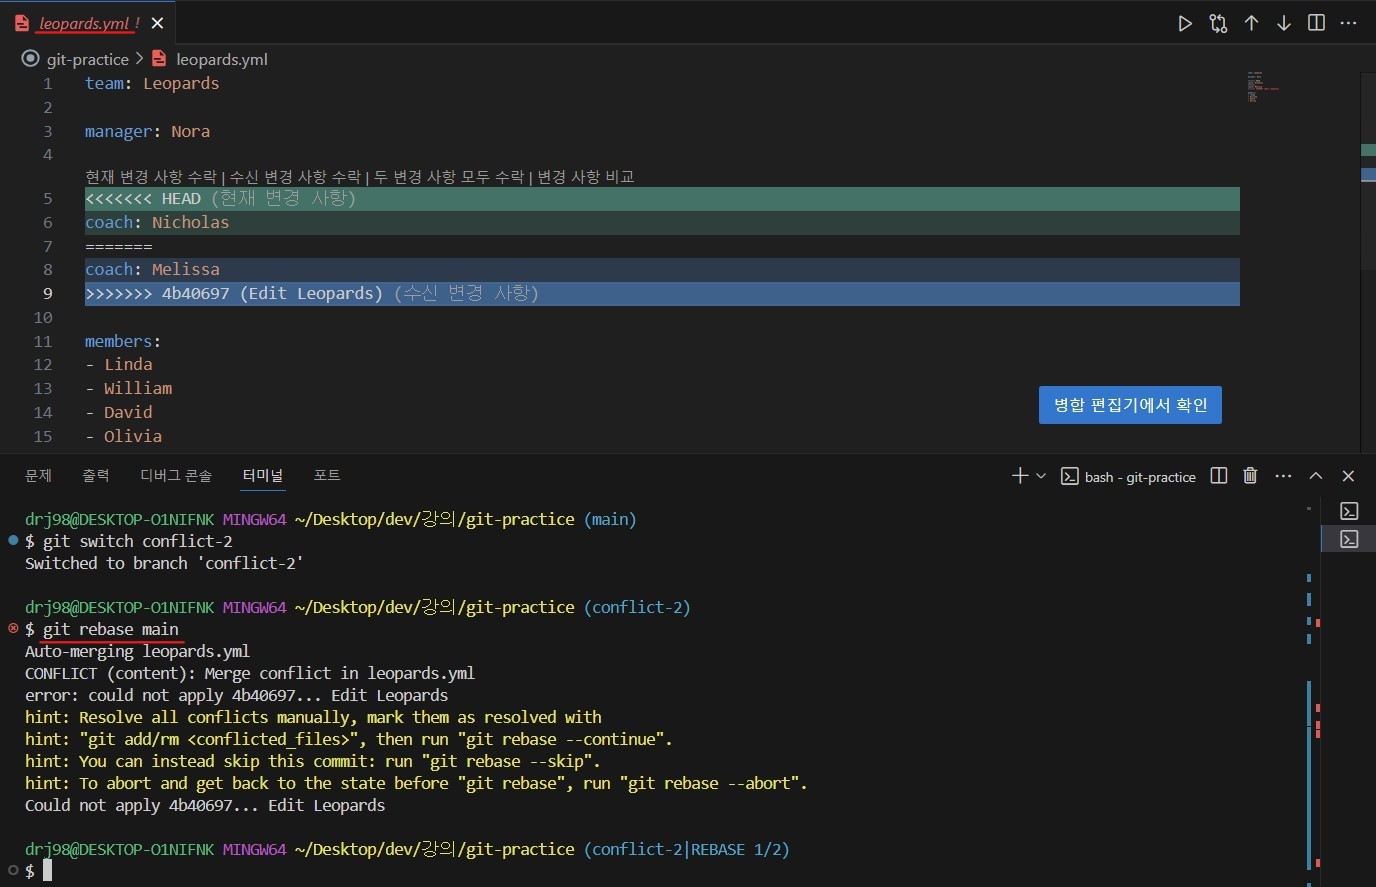 leopards.yml !
git-practice > leopards.yml
1 team: Leopards
2
3 manager: Nora
4
현재 변경 사항 수락 | 수신 변경 사항 수락 | 두 변경 사항 모두 수락 | 변경 사항 비교
5 <<<<<<< HEAD (현재 변경 사항)
6 coach: Nicholas
7 =======
8 coach: Melissa
9 >>>>>>> 4b40697 (Edit Leopards) (수신 변경 사항)
10
11 members:
12 - Linda
13 - William
14 - David
15 - Olivia
병합 편집기에서 확인
문제 출력 디버그 콘솔 터미널 포트
bash - git-practice
drj98@DESKTOP-O1NIFNK MINGW64 ~/Desktop/dev/강의/git-practice (main)
$ git switch conflict-2
Switched to branch 'conflict-2'
drj98@DESKTOP-O1NIFNK MINGW64 ~/Desktop/dev/강의/git-practice (conflict-2)
$ git rebase main
Auto-merging leopards.yml
CONFLICT (content): Merge conflict in leopards.yml
error: could not apply 4b40697... Edit Leopards
hint: Resolve all conflicts manually, mark them as resolved with
hint: "git add/rm <conflicted_files>", then run "git rebase --continue".
hint: You can instead skip this commit: run "git rebase --skip".
hint: To abort and get back to the state before "git rebase", run "git rebase --abort".
Could not apply 4b40697... Edit Leopards
drj98@DESKTOP-O1NIFNK MINGW64 ~/Desktop/dev/강의/git-practice (conflict-2|REBASE 1/2)
$